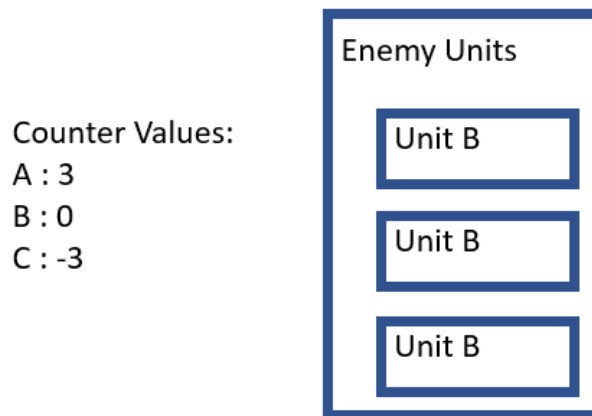 Counter Values:
A : 3
B : 0
C : -3
Enemy Units
Unit B
Unit B
Unit B